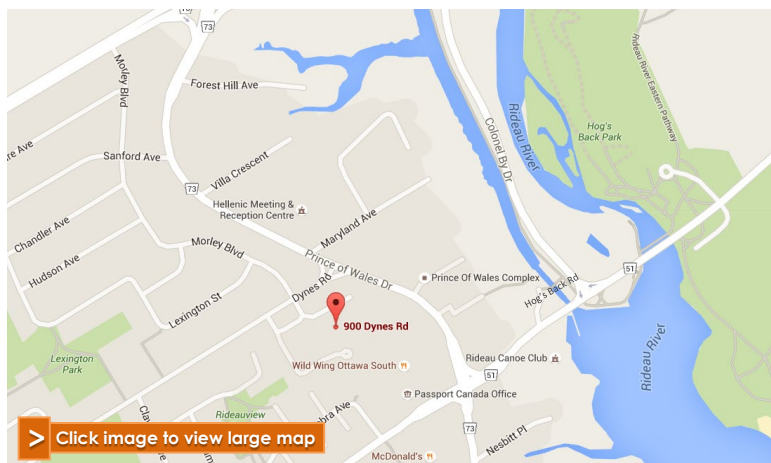 16
73
Morley Blvd
Forest Hill Ave
Sanford Ave
Villa Crescent
73
Hellenic Meeting &
Reception Centre
Maryland Ave
Chandler Ave
Hudson Ave
Morley Blvd
Lexington St
Prince of Wales Dr
Dynes Rd
900 Dynes Rd
Prince Of Wales Complex
Colonel By Dr
Rideau River
Hog's
Back Park
Rideau River Eastern Pathway
51
Hog's Back Rd
Rideau River
Lexington
Park
Wild Wing Ottawa South
Rideau Canoe Club
51
Passport Canada Office
Rideauview
73
Nesbitt Pl
McDonald's
> Click image to view large map